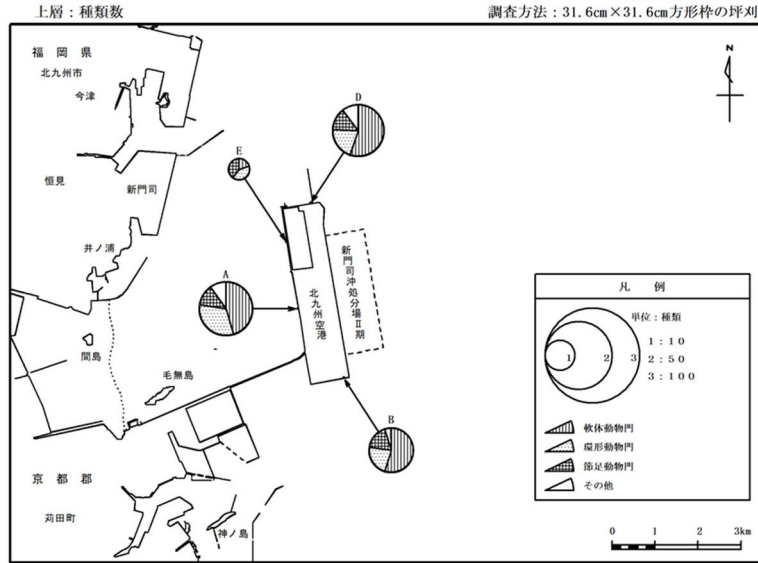 上層：種類数
調査方法：31.6cm×31.6cm方形枠の坪刈
福岡県
北九州市
今津
N
D
E
恒見
新門司
井ノ浦
A
北九州空港
新門司沖処分場Ⅱ期
間島
毛無島
B
京都郡
苅田町
神ノ島
凡例
単位：種類
1
2
3
1：10
2：50
3：100
軟体動物門
環形動物門
節足動物門
その他
0 1 2 3km